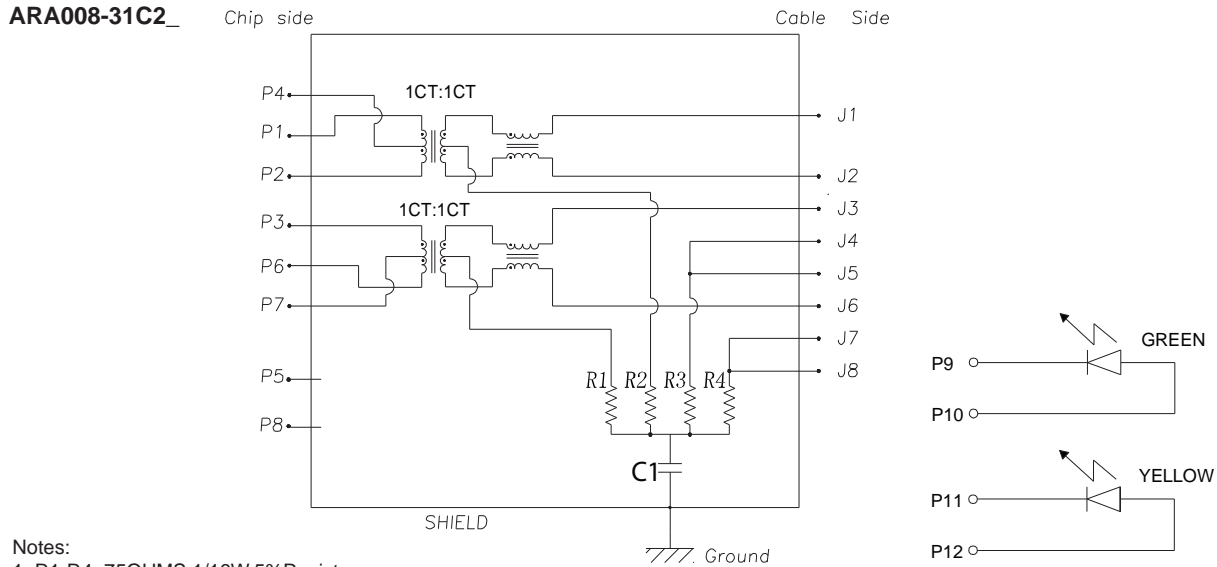 ARA008-31C2_
Chip side
Cable Side
P4
1CT:1CT
J1
P1
P2
J2
P3
1CT:1CT
J3
J4
P6
J5
P7
J6
J7
P5
R1 R2 R3 R4
J8
P8
C1
SHIELD
Ground
GREEN
P9
P10
YELLOW
P11
P12
Notes: